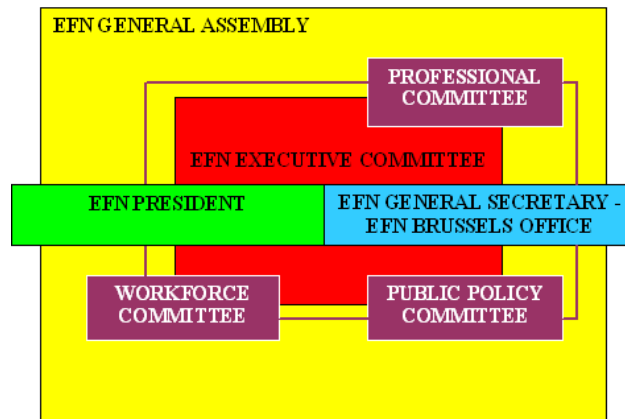 EFN GENERAL ASSEMBLY
PROFESSIONAL
COMMITTEE
EFN EXECUTIVE COMMITTEE
EFN PRESIDENT
EFN GENERAL SECRETARY -
EFN BRUSSELS OFFICE
WORKFORCE
COMMITTEE
PUBLIC POLICY
COMMITTEE